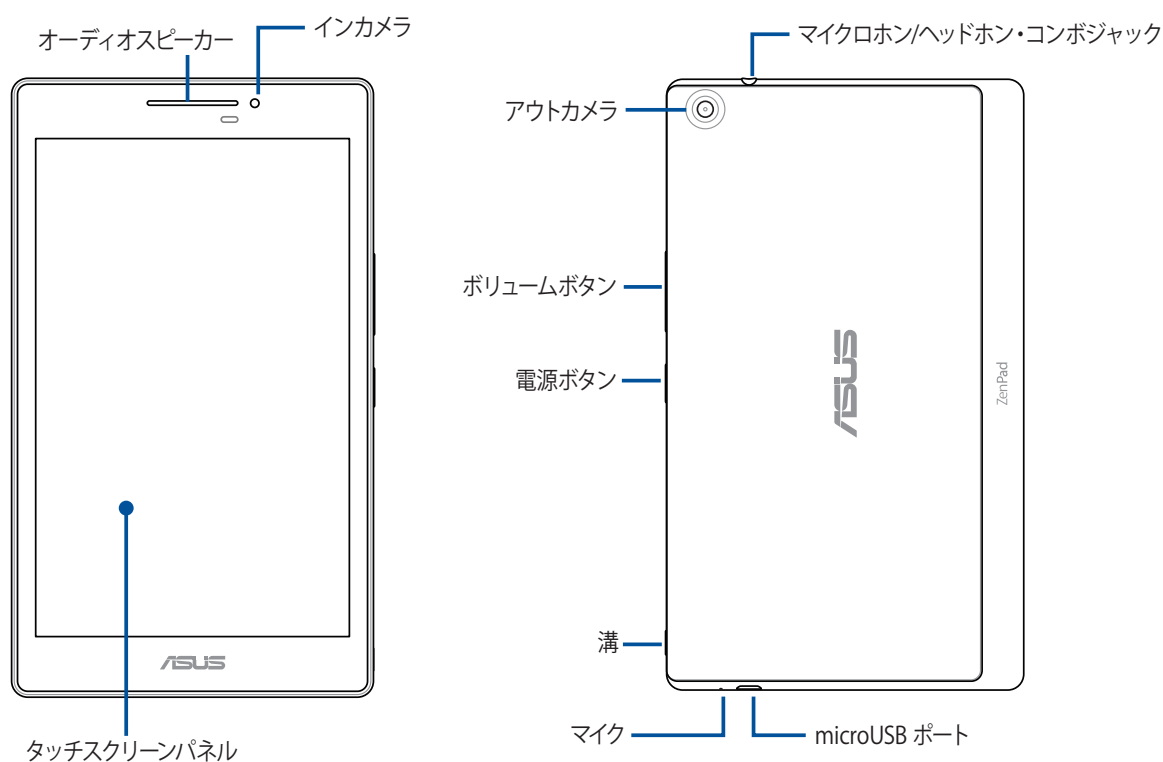 オーディオスピーカー
インカメラ
ASUS
タッチスクリーンパネル
マイクロホン/ヘッドホン・コンボジャック
アウトカメラ
ボリュームボタン
電源ボタン
ASUS
ZenPad
溝
マイク
microUSB ポート